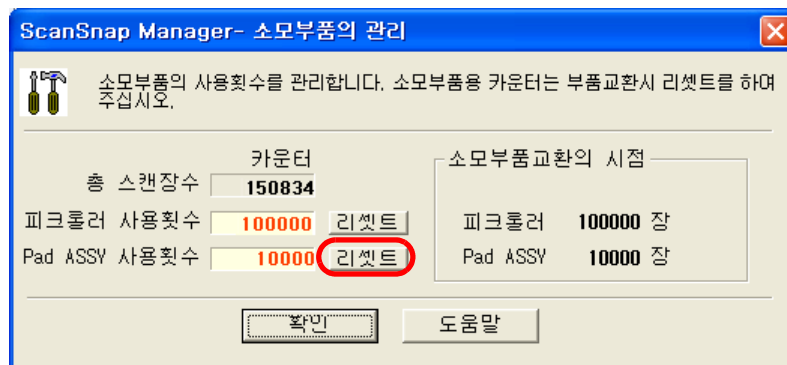 ScanSnap Manager- 소모부품의 관리
소모부품의 사용횟수를 관리합니다. 소모부품용 카운터는 부품교환시 리셋트를 하여
주십시오.
카운터
소모부품교환의 시점
총 스캔장수 150834
피크롤러 사용횟수 100000 리셋트
피크롤러 100000 장
Pad ASSY 사용횟수 10000 리셋트
Pad ASSY 10000 장
확인 도움말